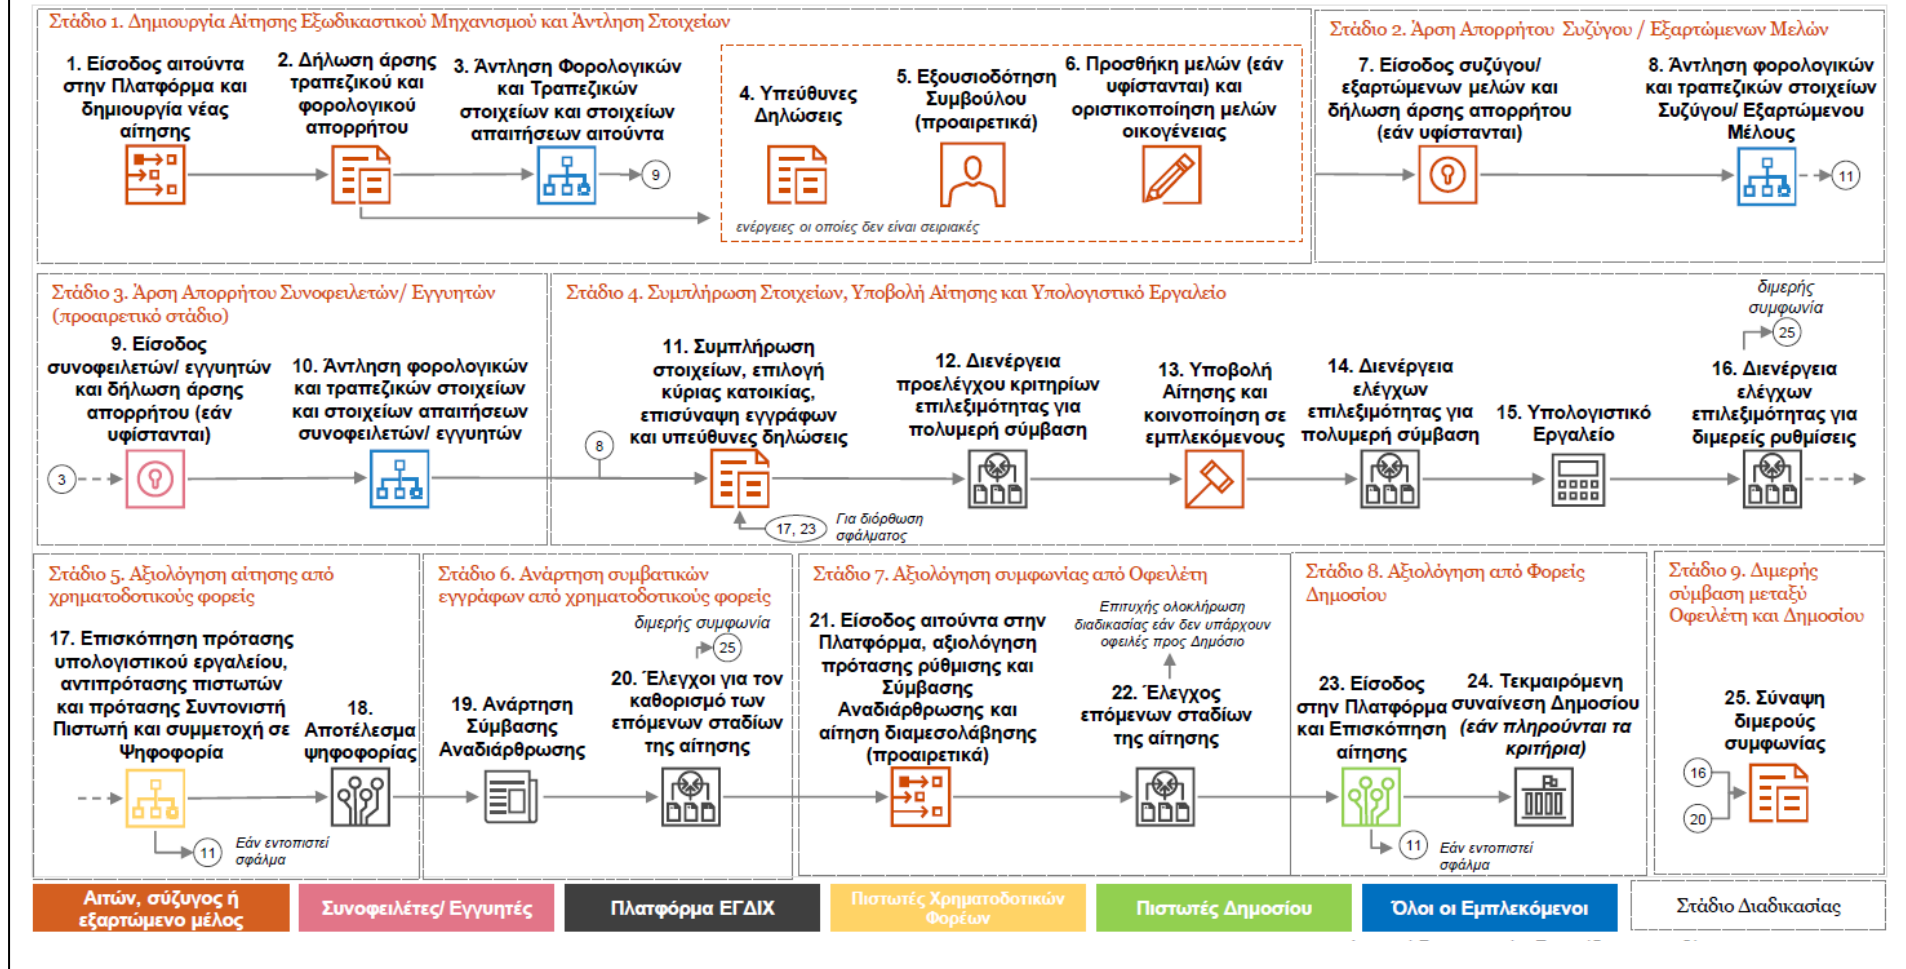 Στάδιο 1. Δημιουργία Αίτησης Εξωδικαστικού Μηχανισμού και Άντληση Στοιχείων
1. Είσοδος αιτούντα
στην Πλατφόρμα και
δημιουργία νέας
αίτησης
2. Δήλωση άρσης
τραπεζικού και
φορολογικού
απορρήτου
3. Άντληση Φορολογικών
και Τραπεζικών
στοιχείων και στοιχείων
απαιτήσεων αιτούντα
9
4. Υπεύθυνες
Δηλώσεις
5. Εξουσιοδότηση
Συμβούλου
(προαιρετικά)
6. Προσθήκη μελών (εάν
υφίστανται) και
οριστικοποίηση μελών
οικογένειας
ενέργειες οι οποίες δεν είναι σειριακές
Στάδιο 2. Άρση Απορρήτου Συζύγου / Εξαρτώμενων Μελών
7. Είσοδος συζύγου/
εξαρτώμενων μελών και
δήλωση άρσης απορρήτου
(εάν υφίστανται)
8. Άντληση φορολογικών
και τραπεζικών στοιχείων
Συζύγου/ Εξαρτώμενου
Μέλους
11
Στάδιο 3. Άρση Απορρήτου Συνοφειλετών/ Εγγυητών
(προαιρετικό στάδιο)
9. Είσοδος
συνοφειλετών/ εγγυητών
και δήλωση άρσης
απορρήτου (εάν
υφίστανται)
3
10. Άντληση φορολογικών
και τραπεζικών στοιχείων
και στοιχείων απαιτήσεων
συνοφειλετών/ εγγυητών
Στάδιο 4. Συμπλήρωση Στοιχείων, Υποβολή Αίτησης και Υπολογιστικό Εργαλείο
8
11. Συμπλήρωση
στοιχείων, επιλογή
κύριας κατοικίας,
επισύναψη εγγράφων
και υπεύθυνες δηλώσεις
17, 23
Για διόρθωση
σφάλματος
12. Διενέργεια
προελέγχου κριτηρίων
επιλεξιμότητας για
πολυμερή σύμβαση
13. Υποβολή
Αίτησης και
κοινοποίηση σε
εμπλεκόμενους
14. Διενέργεια
ελέγχων
επιλεξιμότητας για
πολυμερή σύμβαση
15. Υπολογιστικό
Εργαλείο
διμερής
συμφωνία
25
16. Διενέργεια
ελέγχων
επιλεξιμότητας για
διμερείς ρυθμίσεις
Στάδιο 5. Αξιολόγηση αίτησης από
χρηματοδοτικούς φορείς
17. Επισκόπηση πρότασης
υπολογιστικού εργαλείου,
αντιπρότασης πιστωτών
και πρότασης Συντονιστή
Πιστωτή και συμμετοχή σε
Ψηφοφορία
11
Εάν εντοπιστεί
σφάλμα
18.
Αποτέλεσμα
ψηφοφορίας
Στάδιο 6. Ανάρτηση συμβατικών
εγγράφων από χρηματοδοτικούς φορείς
19. Ανάρτηση
Σύμβασης
Αναδιάρθρωσης
διμερής συμφωνία
25
20. Έλεγχοι για τον
καθορισμό των
επόμενων σταδίων
της αίτησης
Στάδιο 7. Αξιολόγηση συμφωνίας από Οφειλέτη
21. Είσοδος αιτούντα στην
Πλατφόρμα, αξιολόγηση
πρότασης ρύθμισης και
Σύμβασης
Αναδιάρθρωσης και
αίτηση διαμεσολάβησης
(προαιρετικά)
Επιτυχής ολοκλήρωση
διαδικασίας εάν δεν υπάρχουν
οφειλές προς Δημόσιο
22. Έλεγχος
επόμενων σταδίων
της αίτησης
Στάδιο 8. Αξιολόγηση από Φορείς
Δημοσίου
23. Είσοδος
στην Πλατφόρμα
και Επισκόπηση
αίτησης
11
Εάν εντοπιστεί
σφάλμα
24. Τεκμαιρόμενη
συναίνεση Δημοσίου
(εάν πληρούνται τα
κριτήρια)
Στάδιο 9. Διμερής
σύμβαση μεταξύ
Οφειλέτη και Δημοσίου
25. Σύναψη
διμερούς
συμφωνίας
16
20
Αιτών, σύζυγος ή
εξαρτώμενο μέλος
Συνοφειλέτες/ Εγγυητές
Πλατφόρμα ΕΓΔΙΧ
Πιστωτές Χρηματοδοτικών
Φορέων
Πιστωτές Δημοσίου
Όλοι οι Εμπλεκόμενοι
Στάδιο Διαδικασίας